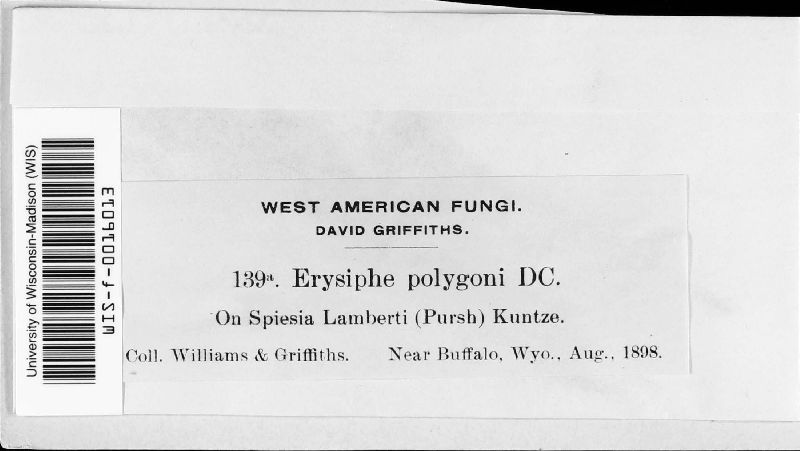 University of Wisconsin-Madison (WIS)
WIS-f-0016013
WEST AMERICAN FUNGI.
DAVID GRIFFITHS.
139a. Erysiphe polygoni DC.
On Spiesia Lamberti (Pursh) Kuntze.
Coll. Williams & Griffiths. Near Buffalo, Wyo., Aug., 1898.